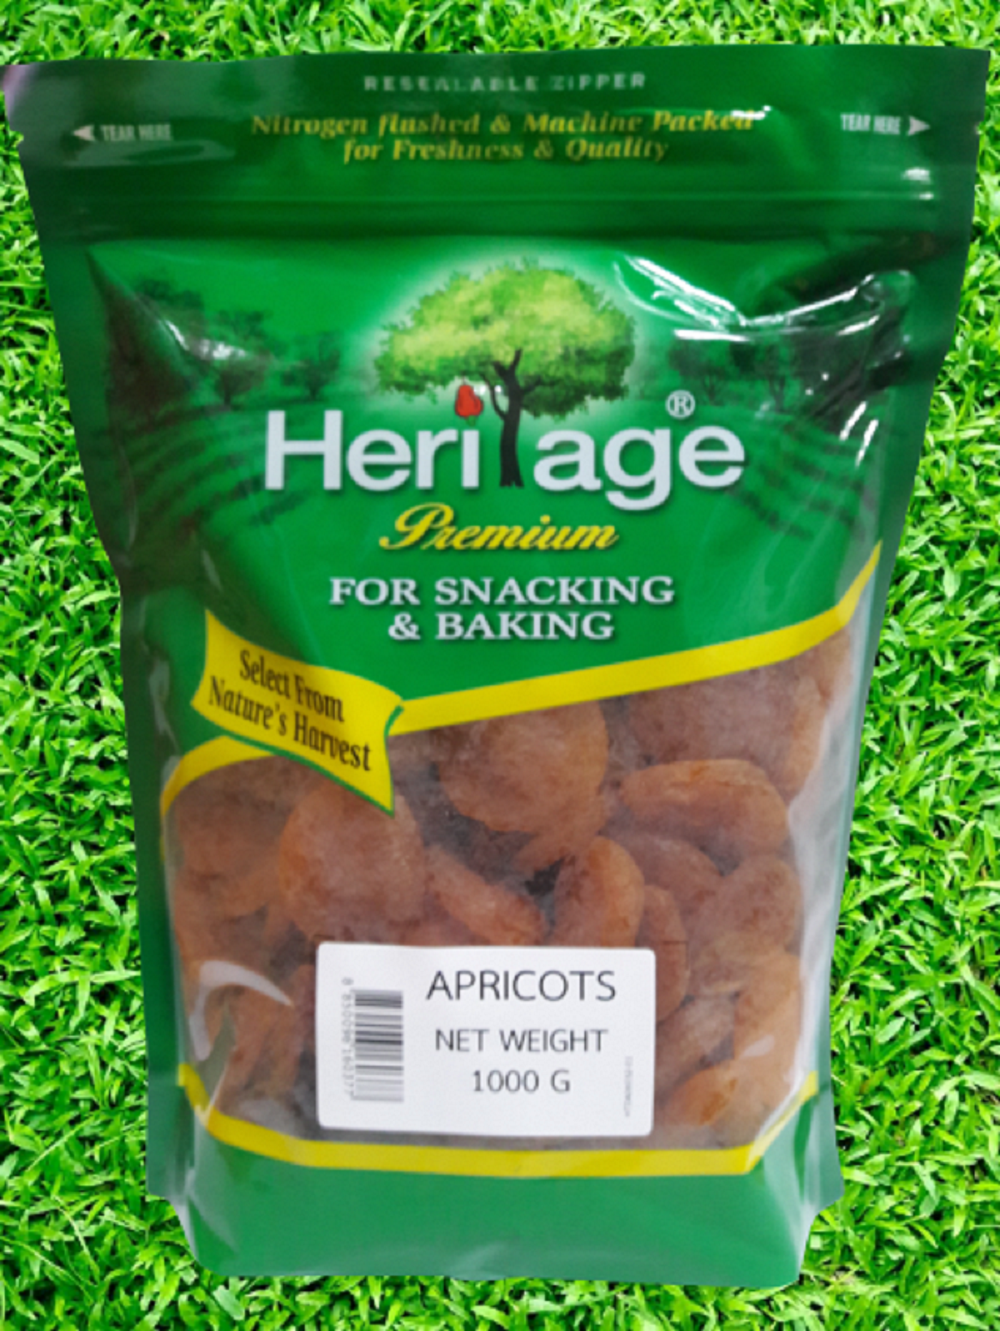 RESEALABLE ZIPPER
TEAR HERE
Nitrogen flushed & Machine Packed
TEAR HERE
for Freshness & Quality
Heritage®
Premium
FOR SNACKING
& BAKING
Select From
Nature's Harvest
APRICOTS
NET WEIGHT
1000 G